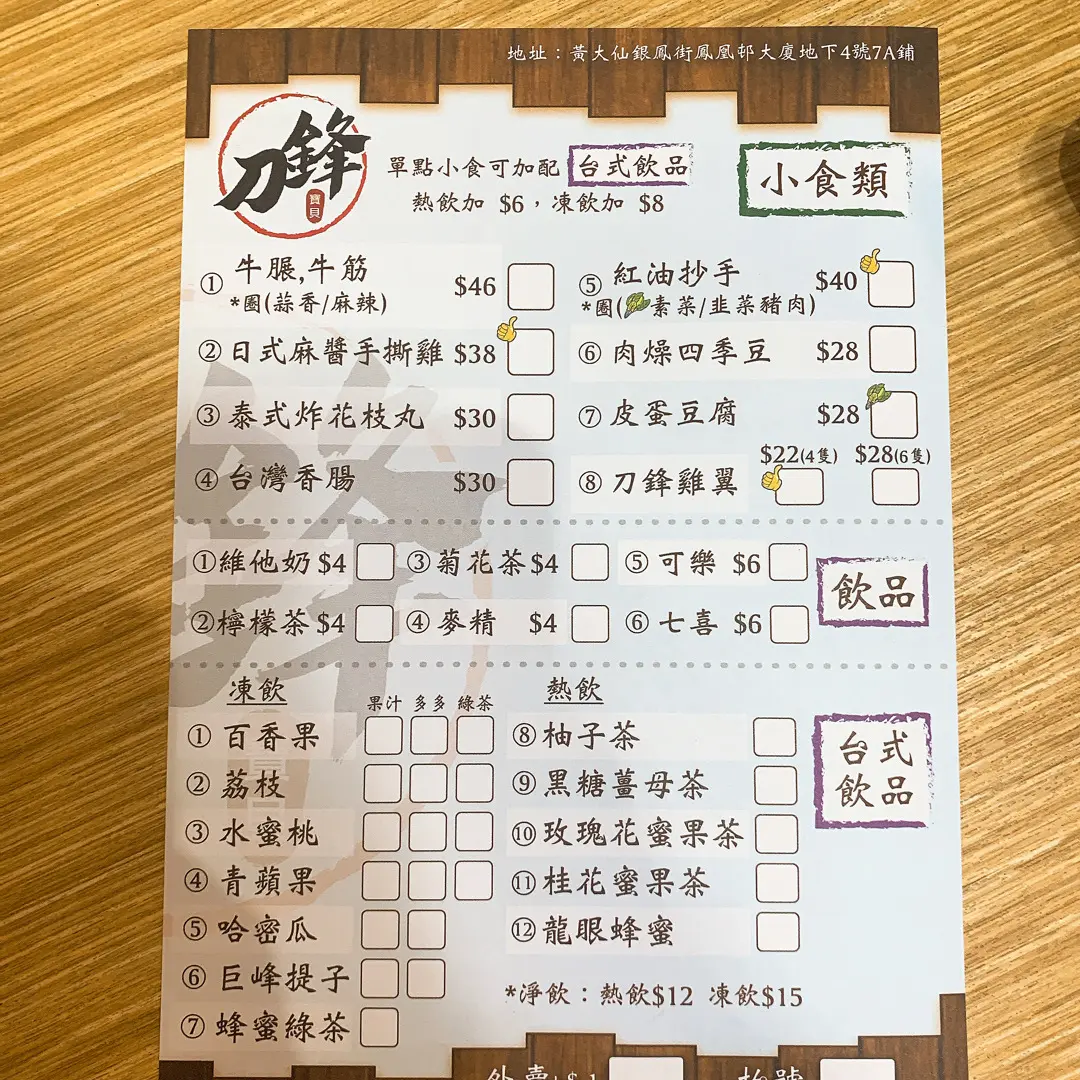 地址：黃大仙銀鳳街鳳凰邨大廈地下4號7A鋪
刀鋒
寶貝
單點小食可加配 台式飲品
熱飲加 $6，凍飲加 $8
小食類
① 牛𦟌,牛筋 $46
*圈(蒜香/麻辣)
② 日式麻醬手撕雞 $38
③ 泰式炸花枝丸 $30
④ 台灣香腸 $30
⑤ 紅油抄手 $40
*圈(素菜/韭菜豬肉)
⑥ 肉燥四季豆 $28
⑦ 皮蛋豆腐 $28
$22(4隻) $28(6隻)
⑧ 刀鋒雞翼
飲品
①維他奶 $4
②檸檬茶 $4
③菊花茶 $4
④ 麥精 $4
⑤ 可樂 $6
⑥ 七喜 $6
台式
飲品
凍飲
果汁 多多 綠茶
① 百香果
② 荔枝
③ 水蜜桃
④ 青蘋果
⑤ 哈密瓜
⑥ 巨峰提子
⑦ 蜂蜜綠茶
熱飲
⑧柚子茶
⑨黑糖薑母茶
⑩玫瑰花蜜果茶
⑪桂花蜜果茶
⑫龍眼蜂蜜
*淨飲：熱飲$12 凍飲$15